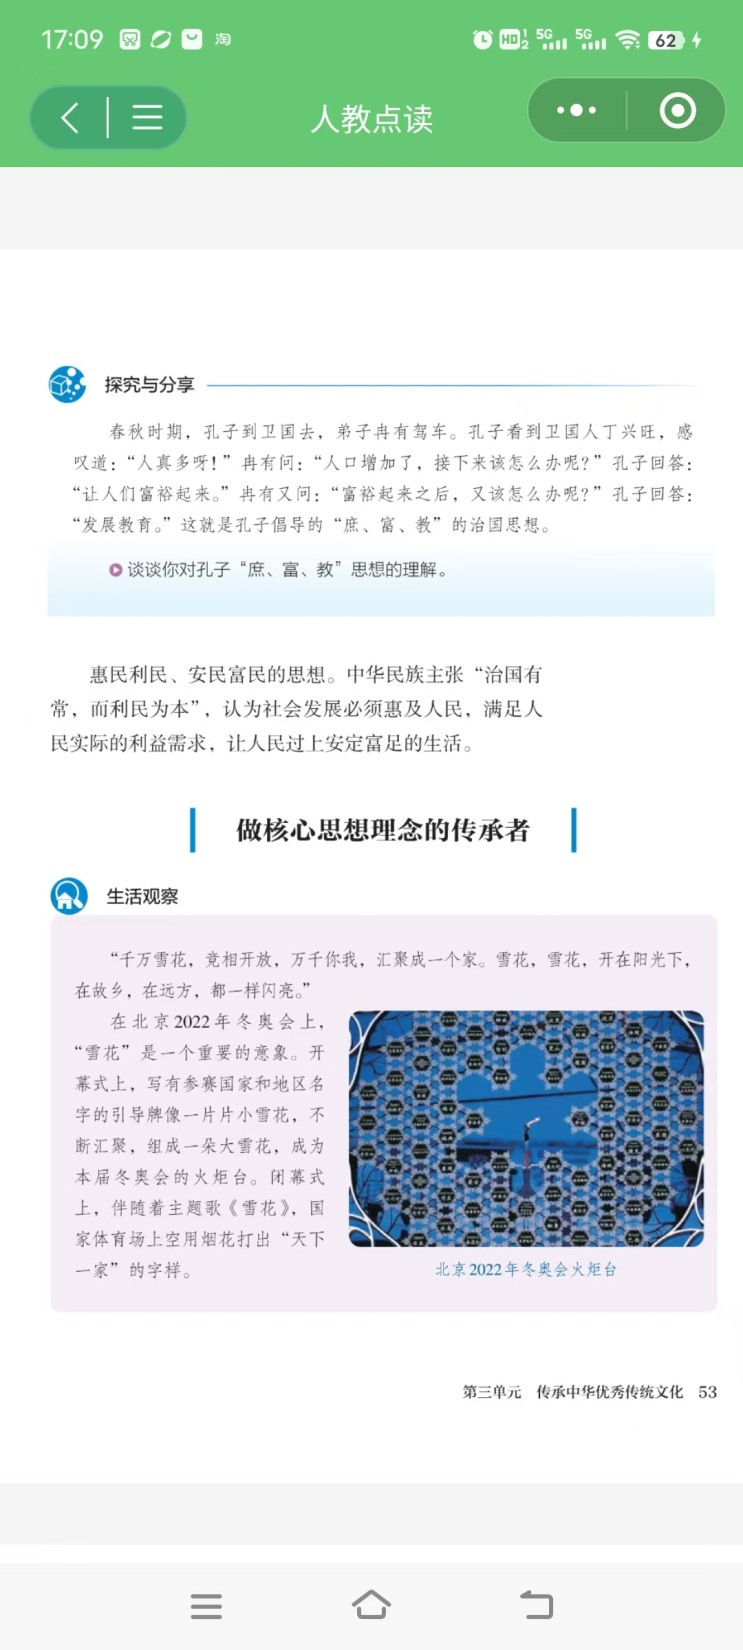 17:09 淘 HD 1 2 5G 5G 62
人教点读
探究与分享
春秋时期，孔子到卫国去，弟子冉有驾车。孔子看到卫国人丁兴旺，感
叹道：“人真多呀！”冉有问：“人口增加了，接下来该怎么办呢？”孔子回答：
“让人们富裕起来。”冉有又问：“富裕起来之后，又该怎么办呢？”孔子回答：
“发展教育。”这就是孔子倡导的“庶、富、教”的治国思想。
谈谈你对孔子“庶、富、教”思想的理解。
惠民利民、安民富民的思想。中华民族主张“治国有
常，而利民为本”，认为社会发展必须惠及人民，满足人
民实际的利益需求，让人民过上安定富足的生活。
做核心思想理念的传承者
生活观察
“千万雪花，竞相开放，万千你我，汇聚成一个家。雪花，雪花，开在阳光下，
在故乡，在远方，都一样闪亮。”
在北京2022年冬奥会上，
“雪花”是一个重要的意象。开
幕式上，写有参赛国家和地区名
字的引导牌像一片片小雪花，不
断汇聚，组成一朵大雪花，成为
本届冬奥会的火炬台。闭幕式
上，伴随着主题歌《雪花》，国
家体育场上空用烟花打出“天下
一家”的字样。
北京2022年冬奥会火炬台
第三单元 传承中华优秀传统文化 53